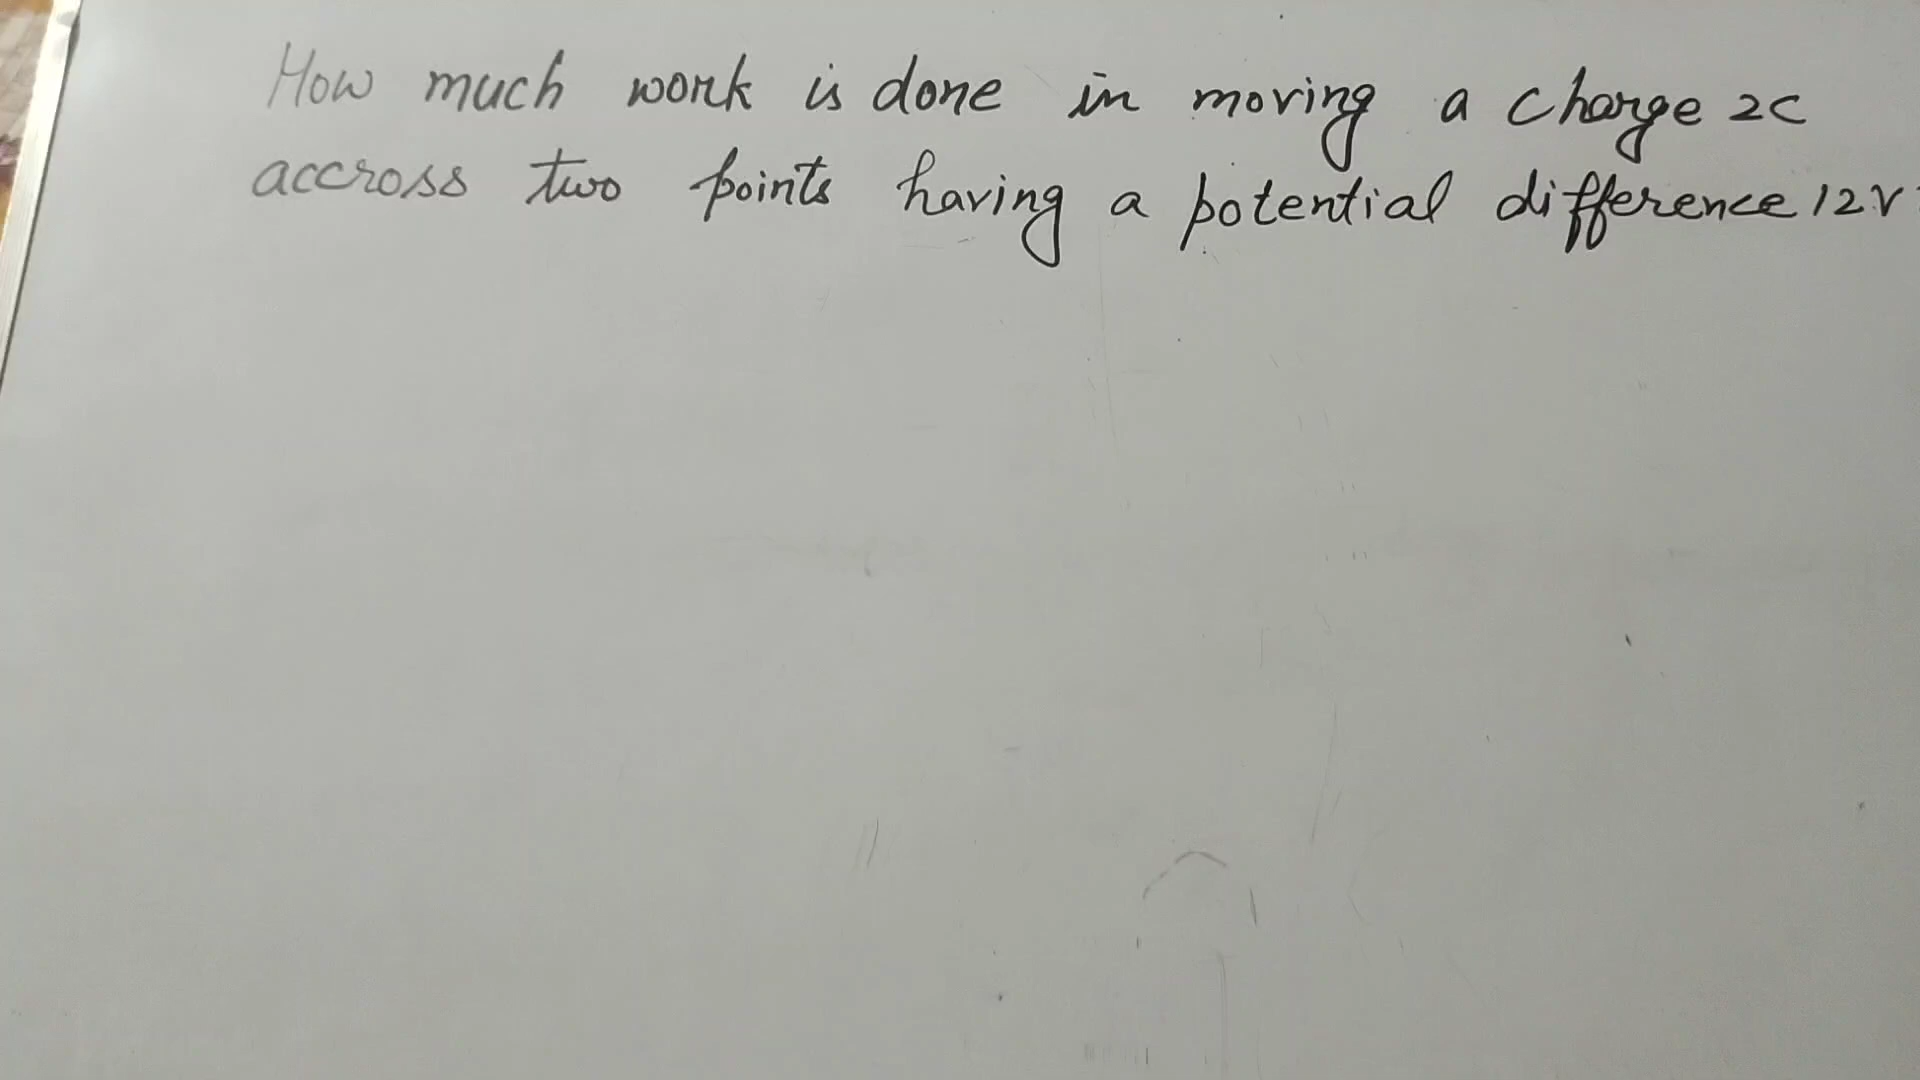 How much work is done in moving a charge 2C
accross two points having a potential difference 12V